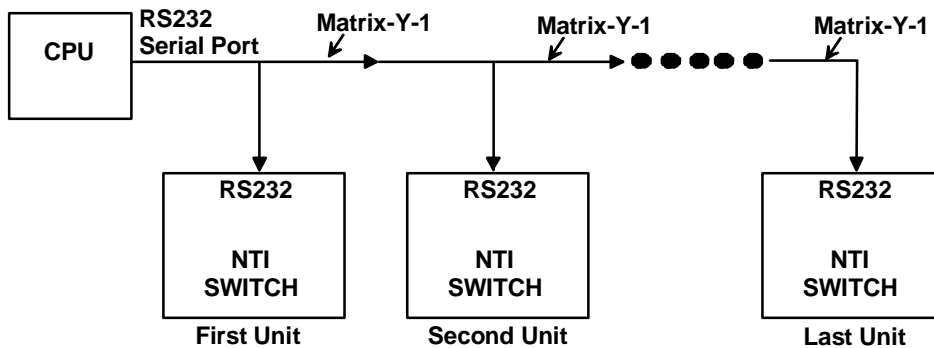 CPU
RS232
Serial Port
Matrix-Y-1
Matrix-Y-1
Matrix-Y-1
RS232
NTI
SWITCH
First Unit
RS232
NTI
SWITCH
Second Unit
RS232
NTI
SWITCH
Last Unit